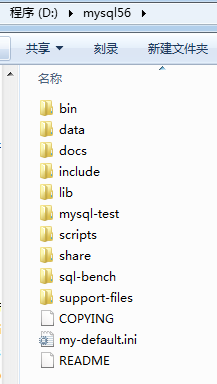 程序 (D:) ▸ mysql56 ▸
共享 刻录 新建文件夹
名称
bin
data
docs
include
lib
mysql-test
scripts
share
sql-bench
support-files
COPYING
my-default.ini
README